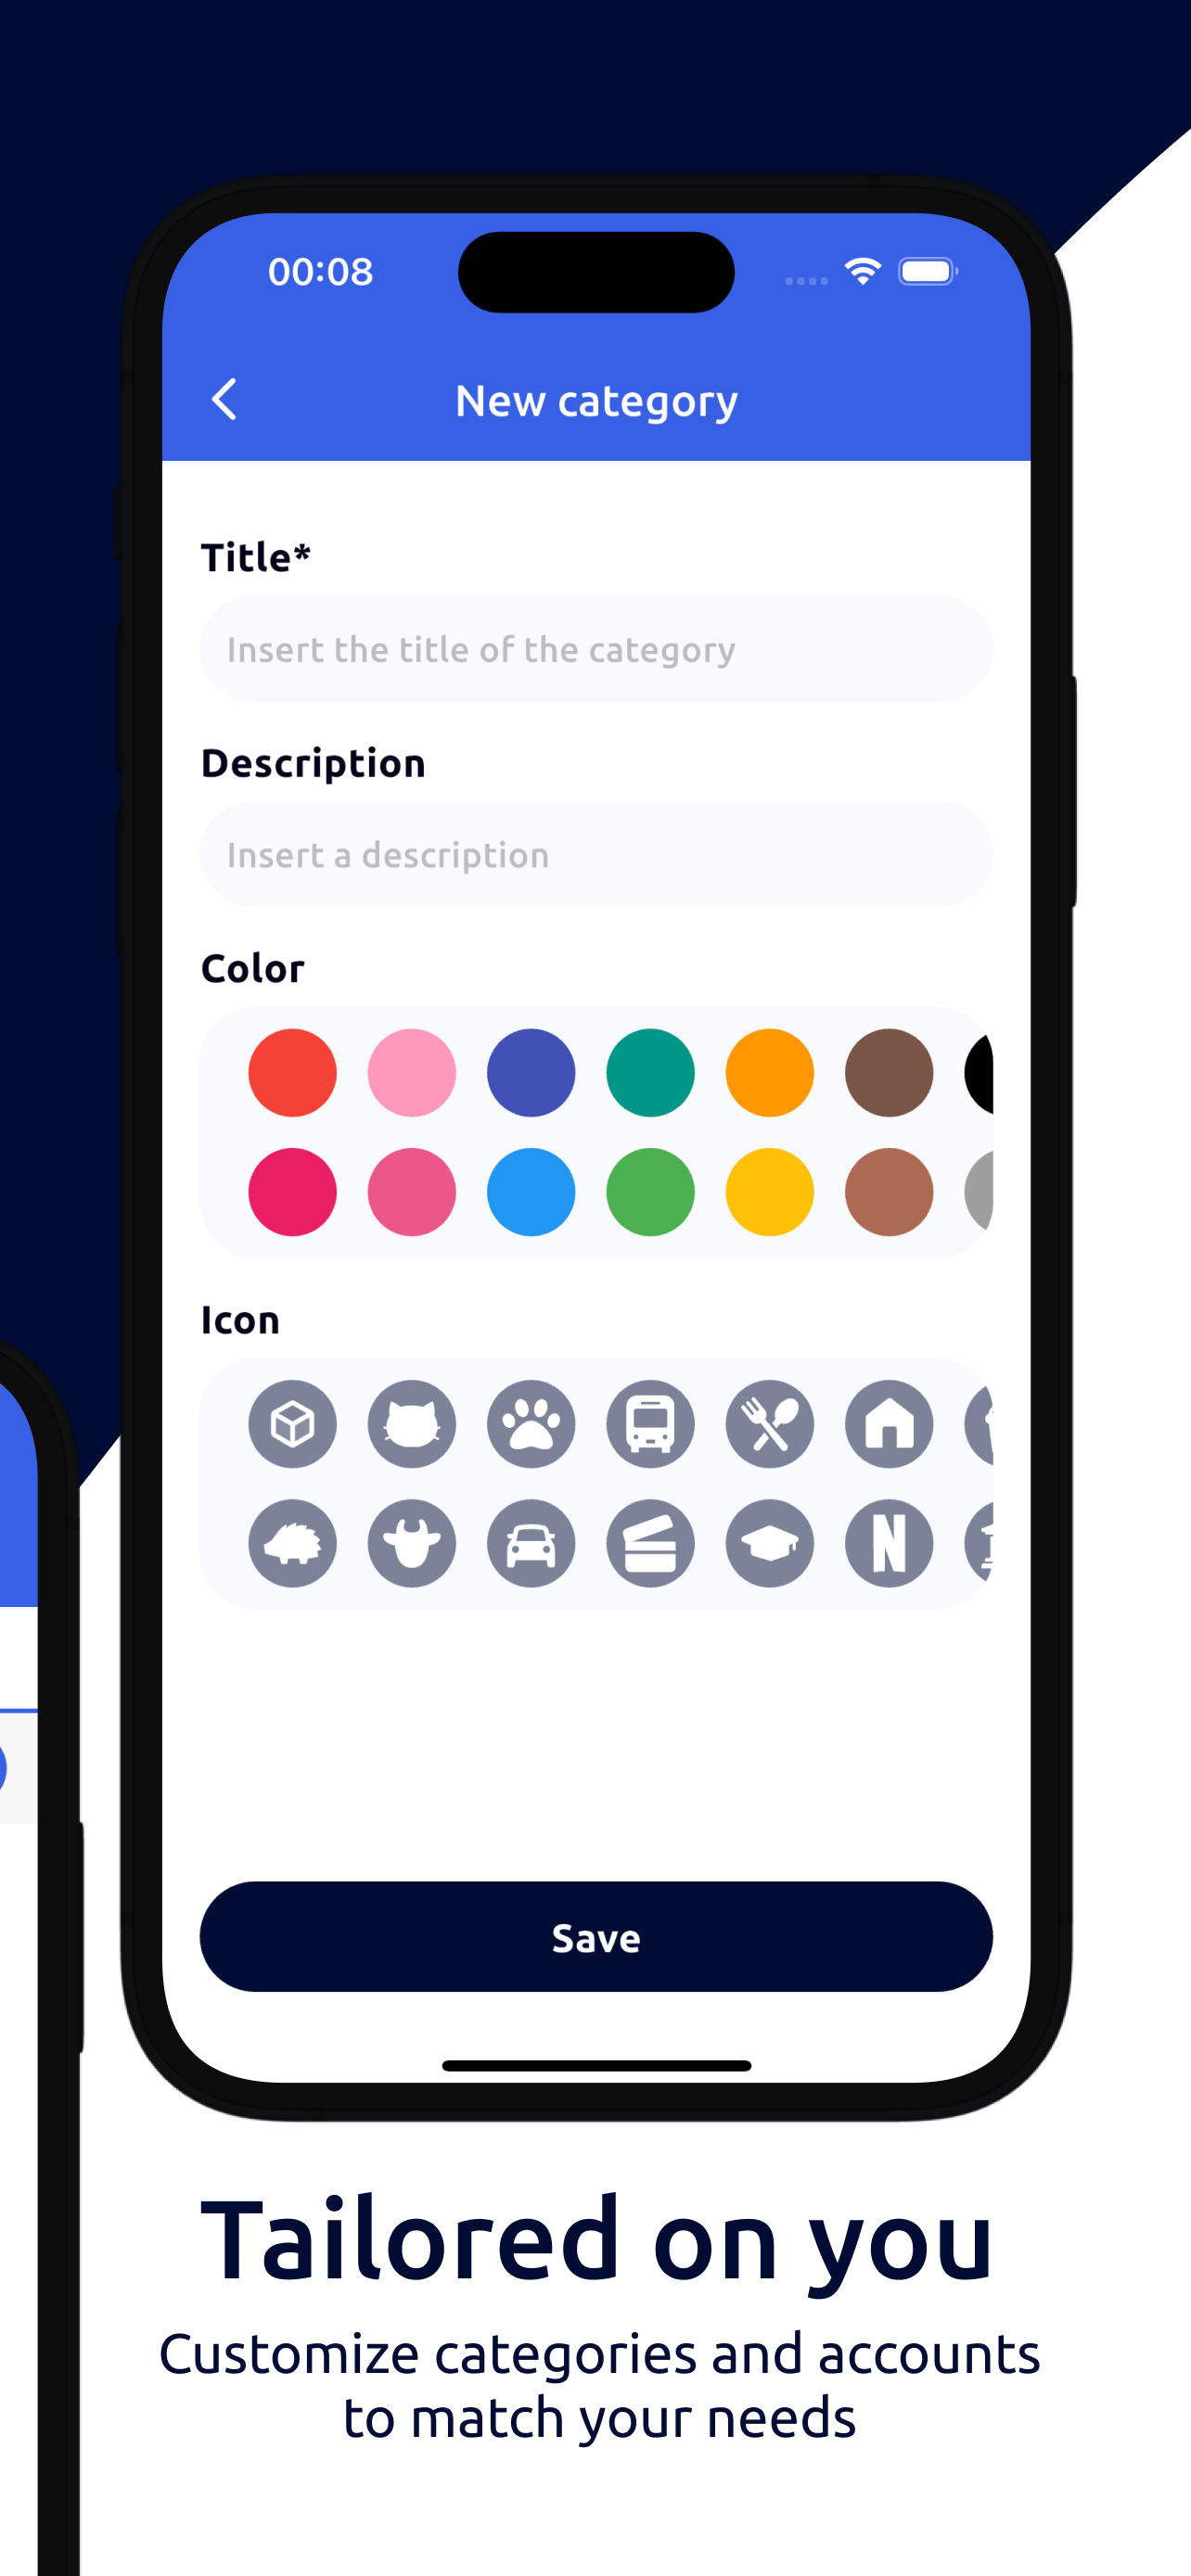 00:08
New category
Title*
Insert the title of the category
Description
Insert a description
Color
Icon
N
Save
Tailored on you
Customize categories and accounts
to match your needs